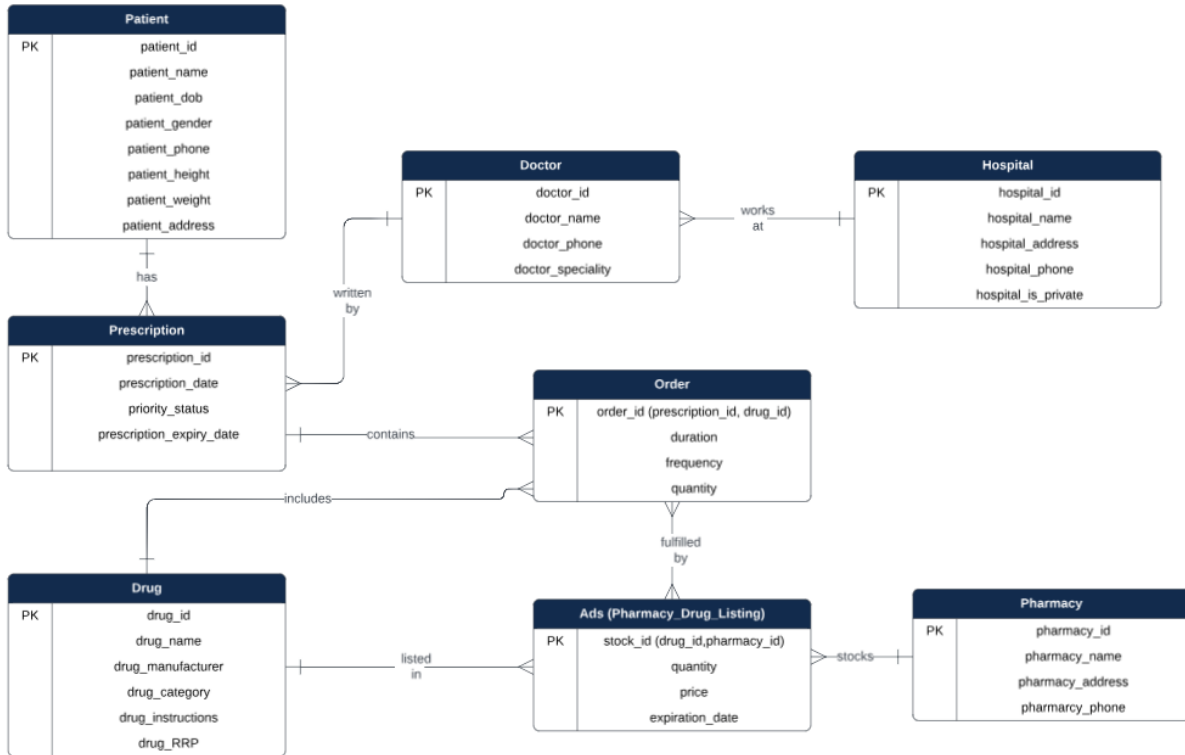 Patient
PK patient_id
patient_name
patient_dob
patient_gender
patient_phone
patient_height
patient_weight
patient_address
has
Prescription
PK prescription_id
prescription_date
priority_status
prescription_expiry_date
written
by
Doctor
PK doctor_id
doctor_name
doctor_phone
doctor_speciality
works
at
Hospital
PK hospital_id
hospital_name
hospital_address
hospital_phone
hospital_is_private
contains
Order
PK order_id (prescription_id, drug_id)
duration
frequency
quantity
includes
fulfilled
by
Drug
PK drug_id
drug_name
drug_manufacturer
drug_category
drug_instructions
drug_RRP
listed
in
Ads (Pharmacy_Drug_Listing)
PK stock_id (drug_id,pharmacy_id)
quantity
price
expiration_date
stocks
Pharmacy
PK pharmacy_id
pharmacy_name
pharmacy_address
pharmarcy_phone